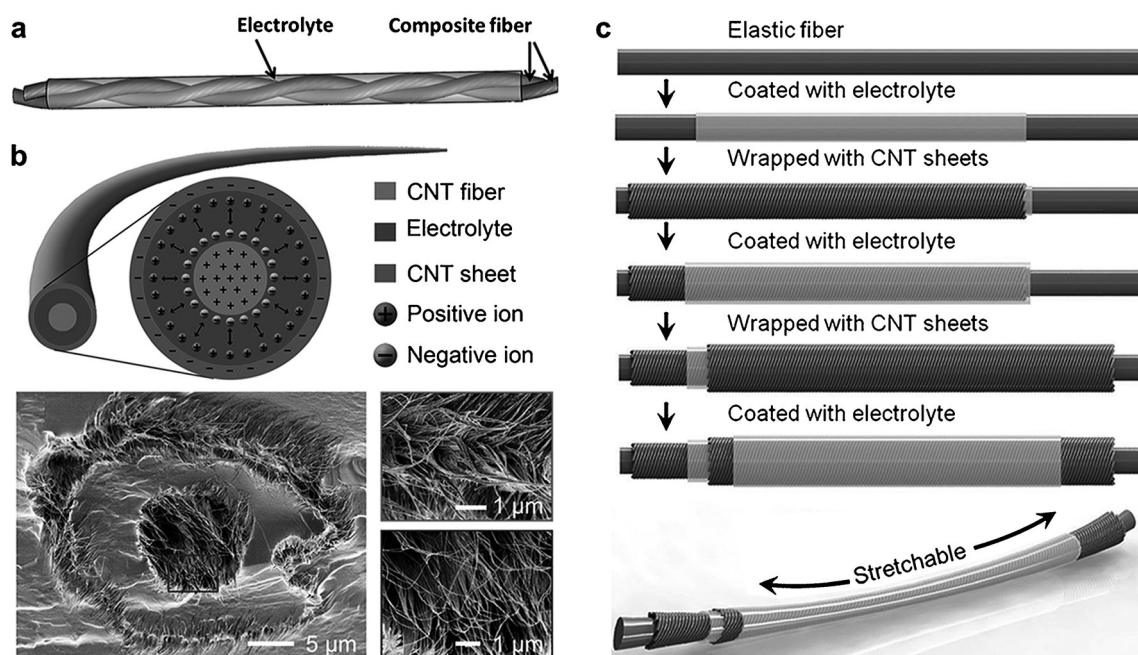 a
Electrolyte
Composite fiber
b
CNT fiber
Electrolyte
CNT sheet
+ Positive ion
- Negative ion
5 μm
1 μm
1 μm
c
Elastic fiber
Coated with electrolyte
Wrapped with CNT sheets
Coated with electrolyte
Wrapped with CNT sheets
Coated with electrolyte
Stretchable